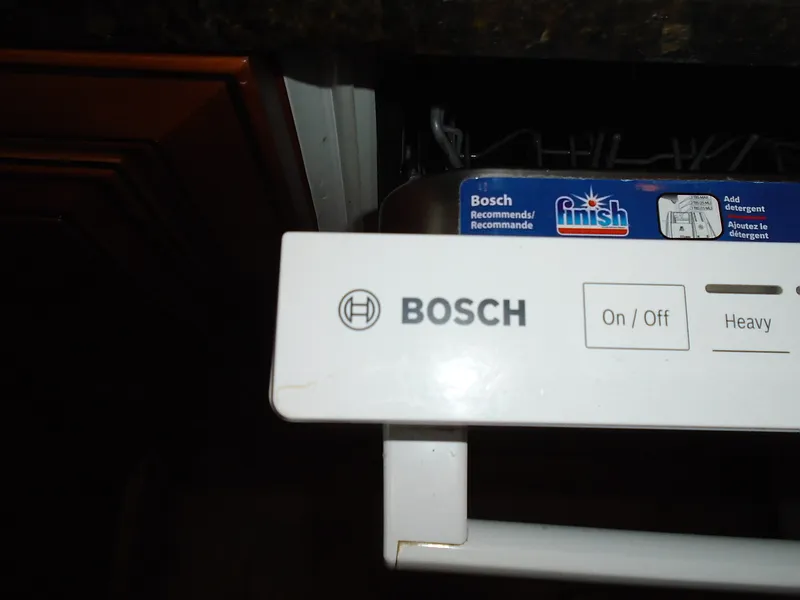 Bosch
Recommends/
Recommande
finish
Add
detergent
Ajoutez le
détergent
BOSCH
On / Off
Heavy